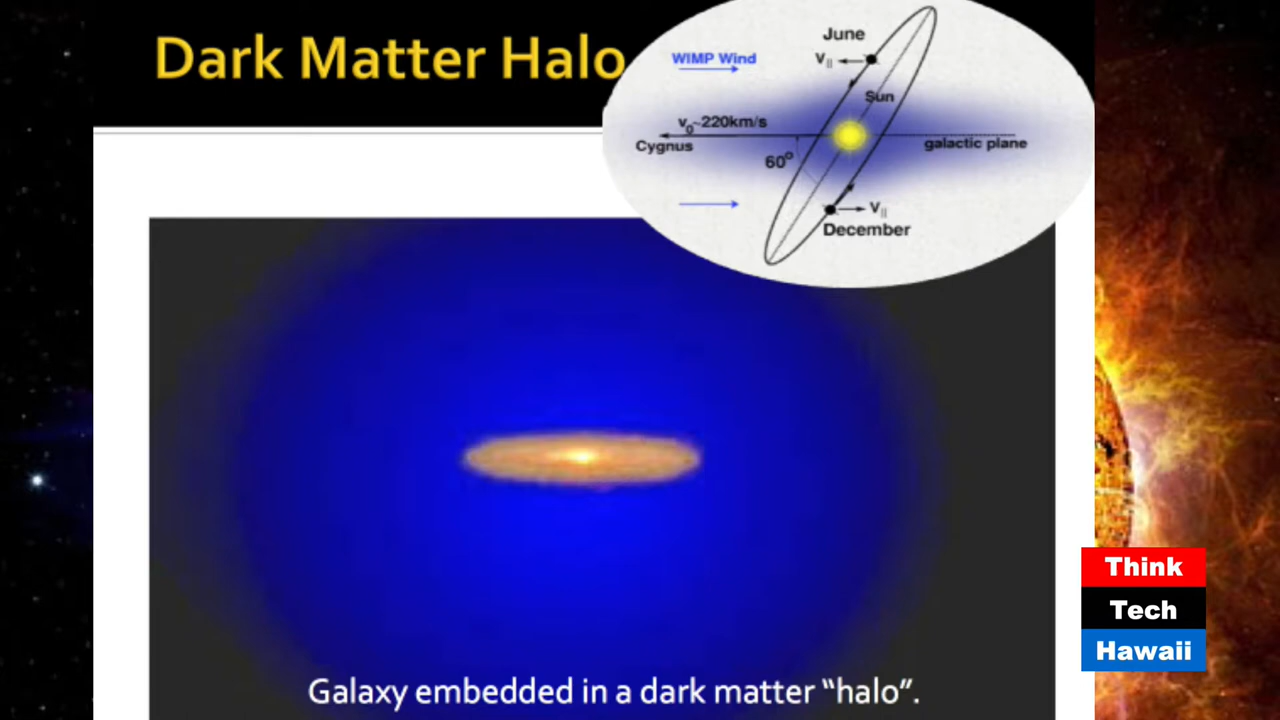 Dark Matter Halo
June
WIMP Wind
V||
Sun
v0~220km/s
Cygnus
galactic plane
60°
V||
December
Think
Tech
Hawaii
Galaxy embedded in a dark matter “halo”.